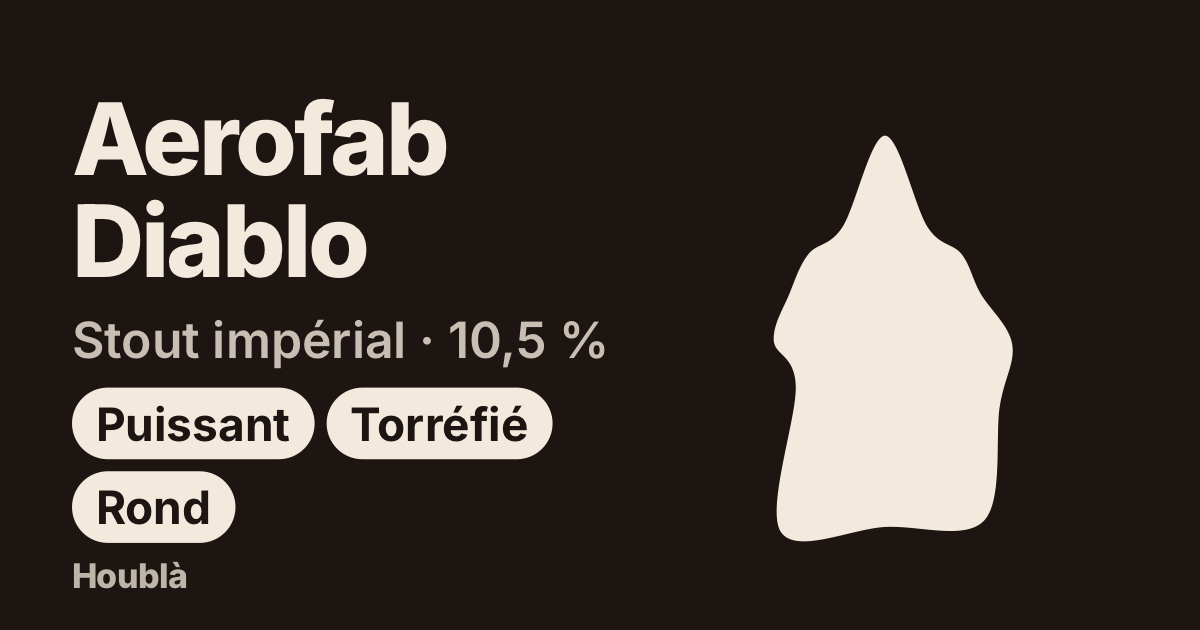 Aerofab
Diablo
Stout impérial · 10,5 %
Puissant Torréfié
Rond
Houblà